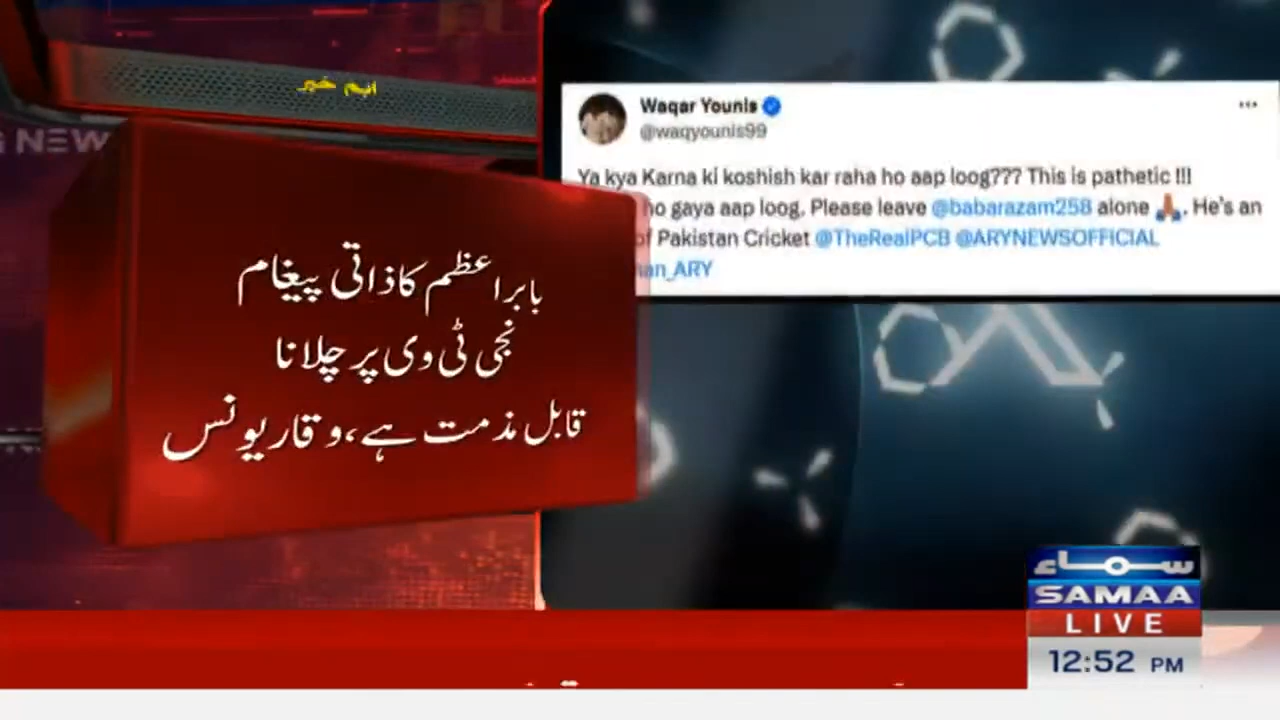 اہم خبر
NEW
بابر اعظم کا ذاتی پیغام
نجی ٹی وی پر چلانا
قابل مذمت ہے، وقار یونس
Waqar Younis
@waqyounis99
Ya kya Karna ki koshish kar raha ho aap loog??? This is pathetic !!!
ho gaya aap loog. Please leave @babarazam258 alone 🙏🏽. He's an
of Pakistan Cricket @TheRealPCB @ARYNEWSOFFICIAL
an_ARY
سماء
SAMAA
LIVE
12:52 PM